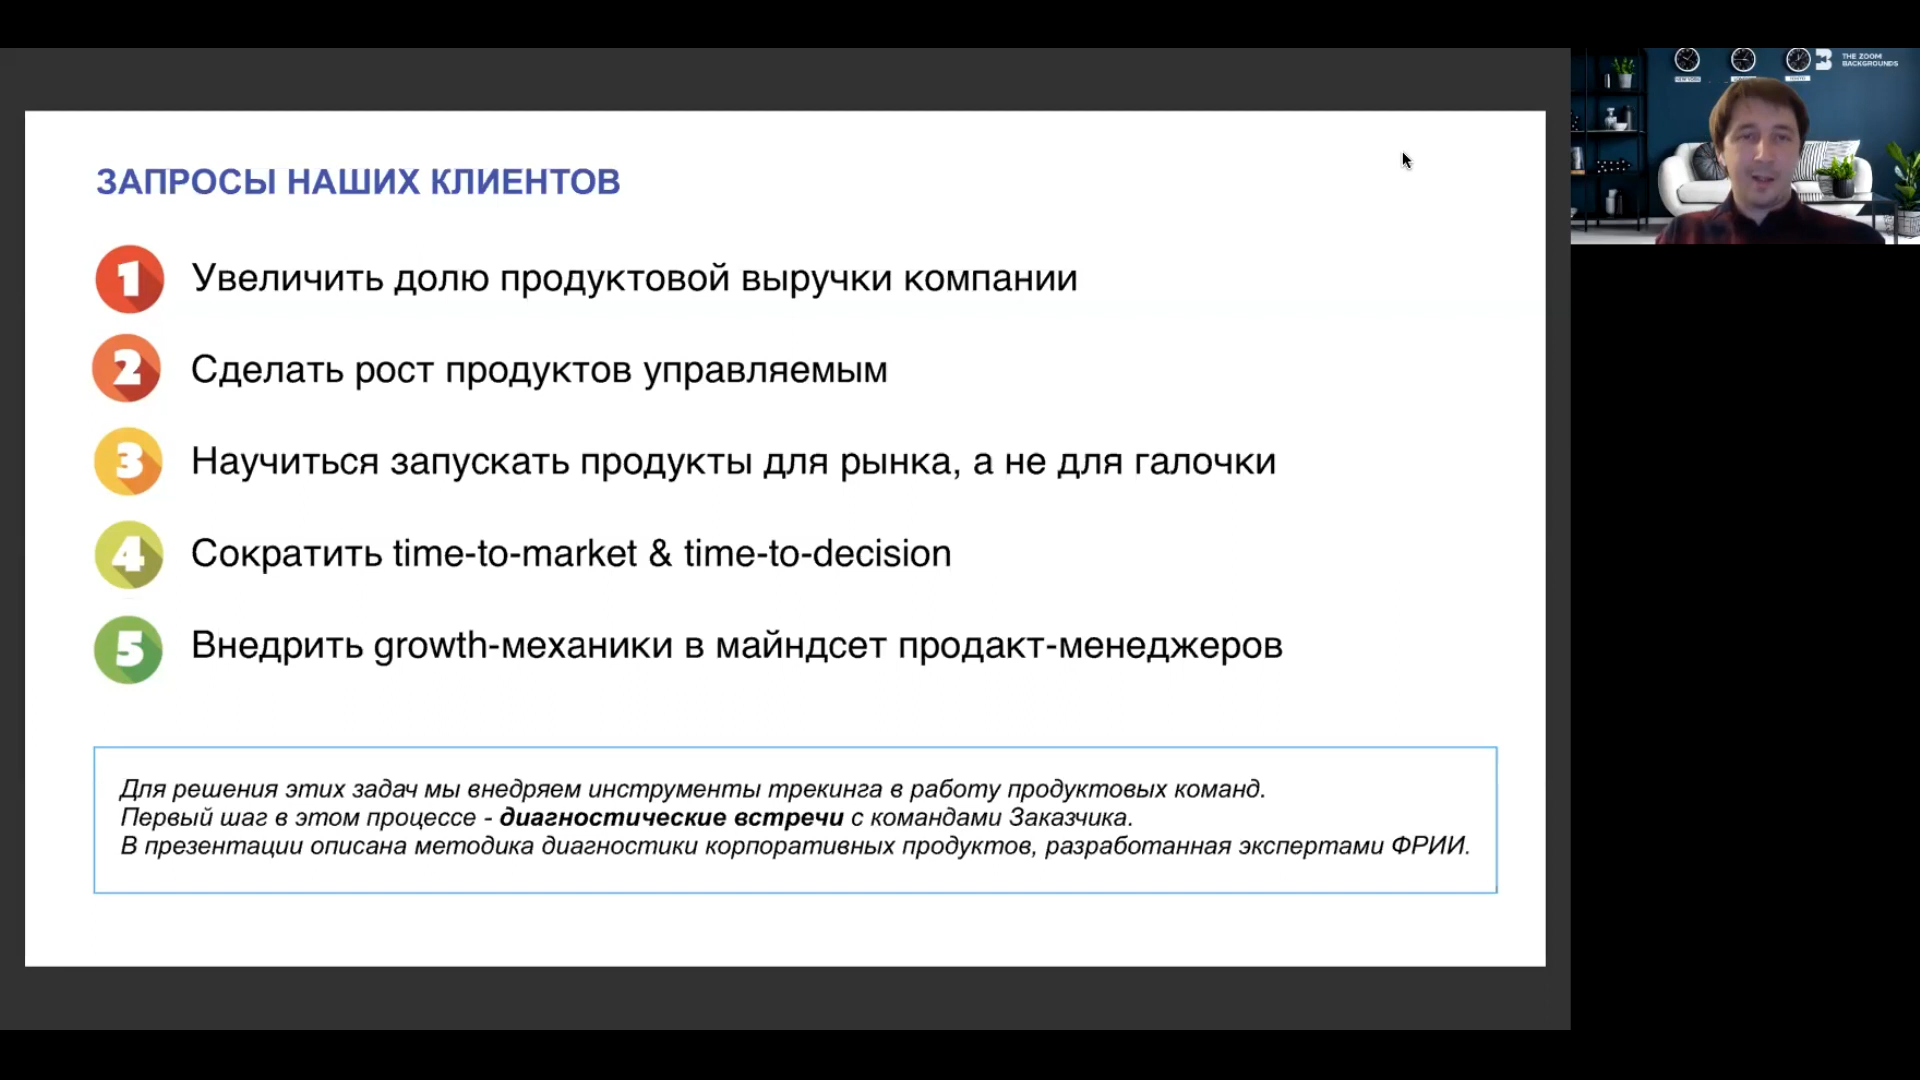 ЗАПРОСЫ НАШИХ КЛИЕНТОВ
1 Увеличить долю продуктовой выручки компании
2 Сделать рост продуктов управляемым
3 Научиться запускать продукты для рынка, а не для галочки
4 Сократить time-to-market & time-to-decision
5 Внедрить growth-механики в майндсет продакт-менеджеров
Для решения этих задач мы внедряем инструменты трекинга в работу продуктовых команд.
Первый шаг в этом процессе - диагностические встречи с командами Заказчика.
В презентации описана методика диагностики корпоративных продуктов, разработанная экспертами ФРИИ.
THE ZOOM
BACKGROUNDS